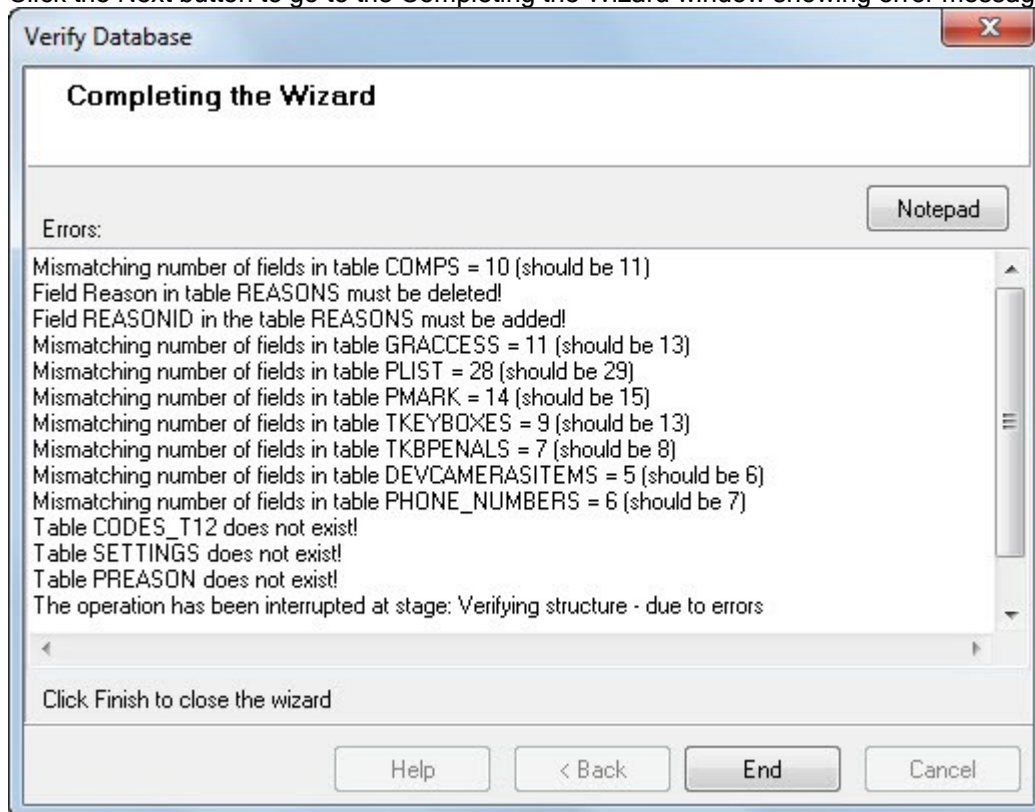 Click the Next button to go to the Completing the Wizard window showing error messag
Verify Database
Completing the Wizard
Notepad
Errors:
Mismatching number of fields in table COMPS = 10 (should be 11)
Field Reason in table REASONS must be deleted!
Field REASONID in the table REASONS must be added!
Mismatching number of fields in table GRACCESS = 11 (should be 13)
Mismatching number of fields in table PLIST = 28 (should be 29)
Mismatching number of fields in table PMARK = 14 (should be 15)
Mismatching number of fields in table TKEYBOXES = 9 (should be 13)
Mismatching number of fields in table TKBPENALS = 7 (should be 8)
Mismatching number of fields in table DEVCAMERASITEMS = 5 (should be 6)
Mismatching number of fields in table PHONE_NUMBERS = 6 (should be 7)
Table CODES_T12 does not exist!
Table SETTINGS does not exist!
Table PREASON does not exist!
The operation has been interrupted at stage: Verifying structure - due to errors
Click Finish to close the wizard
Help
< Back
End
Cancel